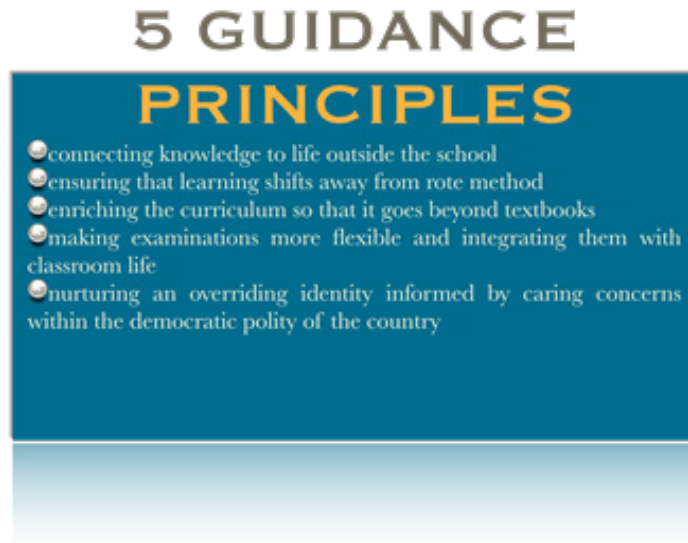 5 GUIDANCE
PRINCIPLES
connecting knowledge to life outside the school
ensuring that learning shifts away from rote method
enriching the curriculum so that it goes beyond textbooks
making examinations more flexible and integrating them with
classroom life
nurturing an overriding identity informed by caring concerns
within the democratic polity of the country